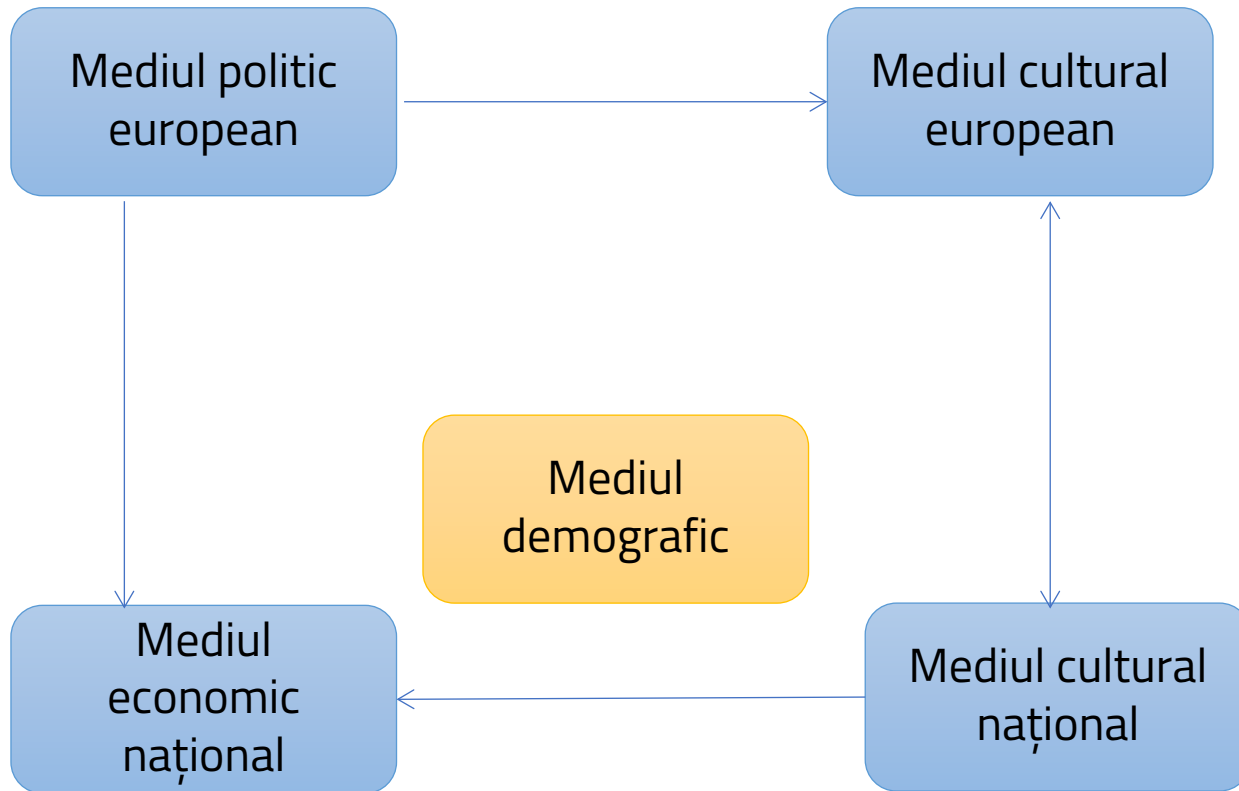 Mediul politic
european
Mediul cultural
european
Mediul
demografic
Mediul
economic
național
Mediul cultural
național